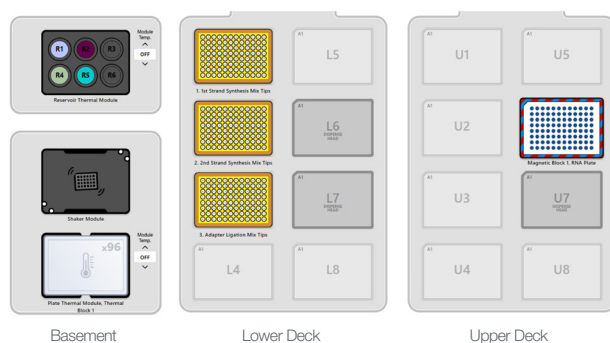 R1 R2 R3
R4 R5 R6
Module
Temp.
OFF
Reservoir Thermal Module
Shaker Module
x96
Module
Temp.
OFF
Plate Thermal Module, Thermal
Block 1
Basement
1. 1st Strand Synthesis Mix Tips
A1
L5
2. 2nd Strand Synthesis Mix Tips
A1
L6
DISPENSE
HEAD
3. Adapter Ligation Mix Tips
A1
L7
DISPENSE
HEAD
A1
L4
A1
L8
Lower Deck
A1
U1
A1
U5
A1
U2
Magnetic Block 1, RNA Plate
A1
U3
A1
U7
DISPENSE
HEAD
A1
U4
A1
U8
Upper Deck